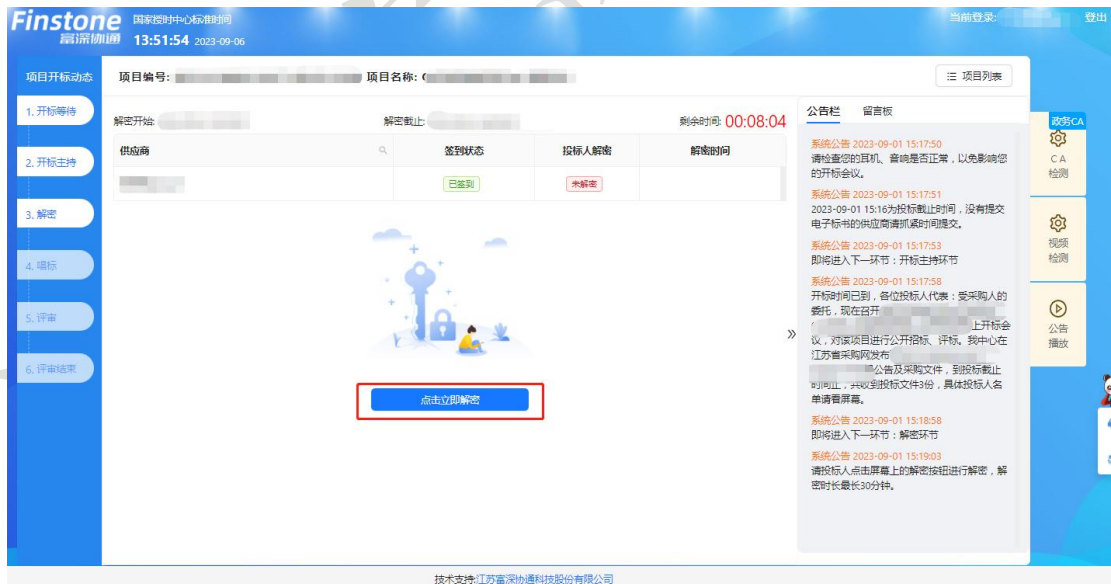 Finstone
富深协通
国家授时中心标准时间
13:51:54 2023-09-06
当前登录:
登出
项目开标动态
1. 开标等待
2. 开标主持
3. 解密
4. 唱标
5. 评审
6. 评审结束
项目编号:
项目名称:
项目列表
解密开始:
解密截止:
剩余时间: 00:08:04
供应商
签到状态
投标人解密
解密时间
已签到
未解密
点击立即解密
公告栏
留言板
系统公告 2023-09-01 15:17:50
请检查您的耳机、音响是否正常，以免影响您
的开标会议。
系统公告 2023-09-01 15:17:51
2023-09-01 15:16为投标截止时间，没有提交
电子标书的供应商请抓紧时间提交。
系统公告 2023-09-01 15:17:53
即将进入下一环节：开标主持环节
系统公告 2023-09-01 15:17:58
开标时间已到，各位投标人代表：受采购人的
委托，现在召开
上开标会
议，对该项目进行公开招标、评标。我中心在
江苏省采购网发布
公告及采购文件，到投标截止
时间止，共收到投标文件3份，具体投标人名
单请看屏幕。
系统公告 2023-09-01 15:18:58
即将进入下一环节：解密环节
系统公告 2023-09-01 15:19:03
请投标人点击屏幕上的解密按钮进行解密，解
密时长最长30分钟。
政务CA
CA
检测
视频
检测
公告
播放
技术支持:江苏富深协通科技股份有限公司